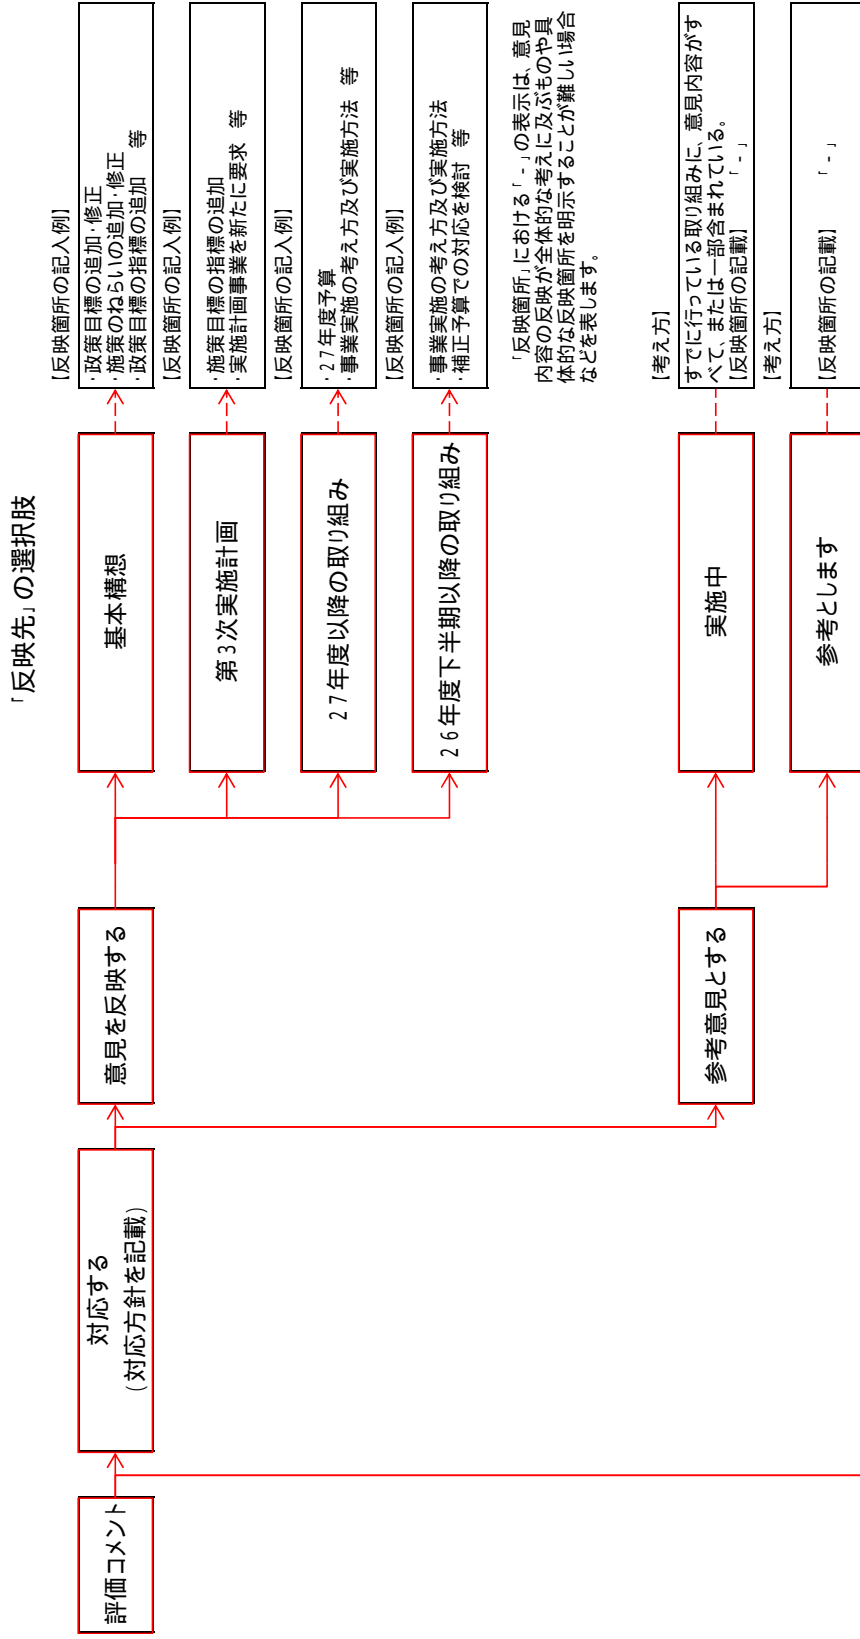 「反映先」の選択肢
評価コメント
対応する
(対応方針を記載)
意見を反映する
基本構想
【反映箇所の記入例】
・政策目標の追加・修正
・施策のねらいの追加・修正
・政策目標の指標の追加　等
第3次実施計画
【反映箇所の記入例】
・施策目標の指標の追加
・実施計画事業を新たに要求　等
27年度以降の取り組み
【反映箇所の記入例】
・27年度予算
・事業実施の考え方及び実施方法　等
26年度下半期以降の取り組み
【反映箇所の記入例】
・事業実施の考え方及び実施方法
・補正予算での対応を検討　等
「反映箇所」における「-」の表示は、意見
内容の反映が全体的な考えに及ぶものや具
体的な反映箇所を明示することが難しい場合
などを表します。
参考意見とする
実施中
【考え方】
すでに行っている取り組みに、意見内容がす
べて、または一部含まれている。
【反映箇所の記載】　「-」
参考とします
【考え方】
【反映箇所の記載】　「-」